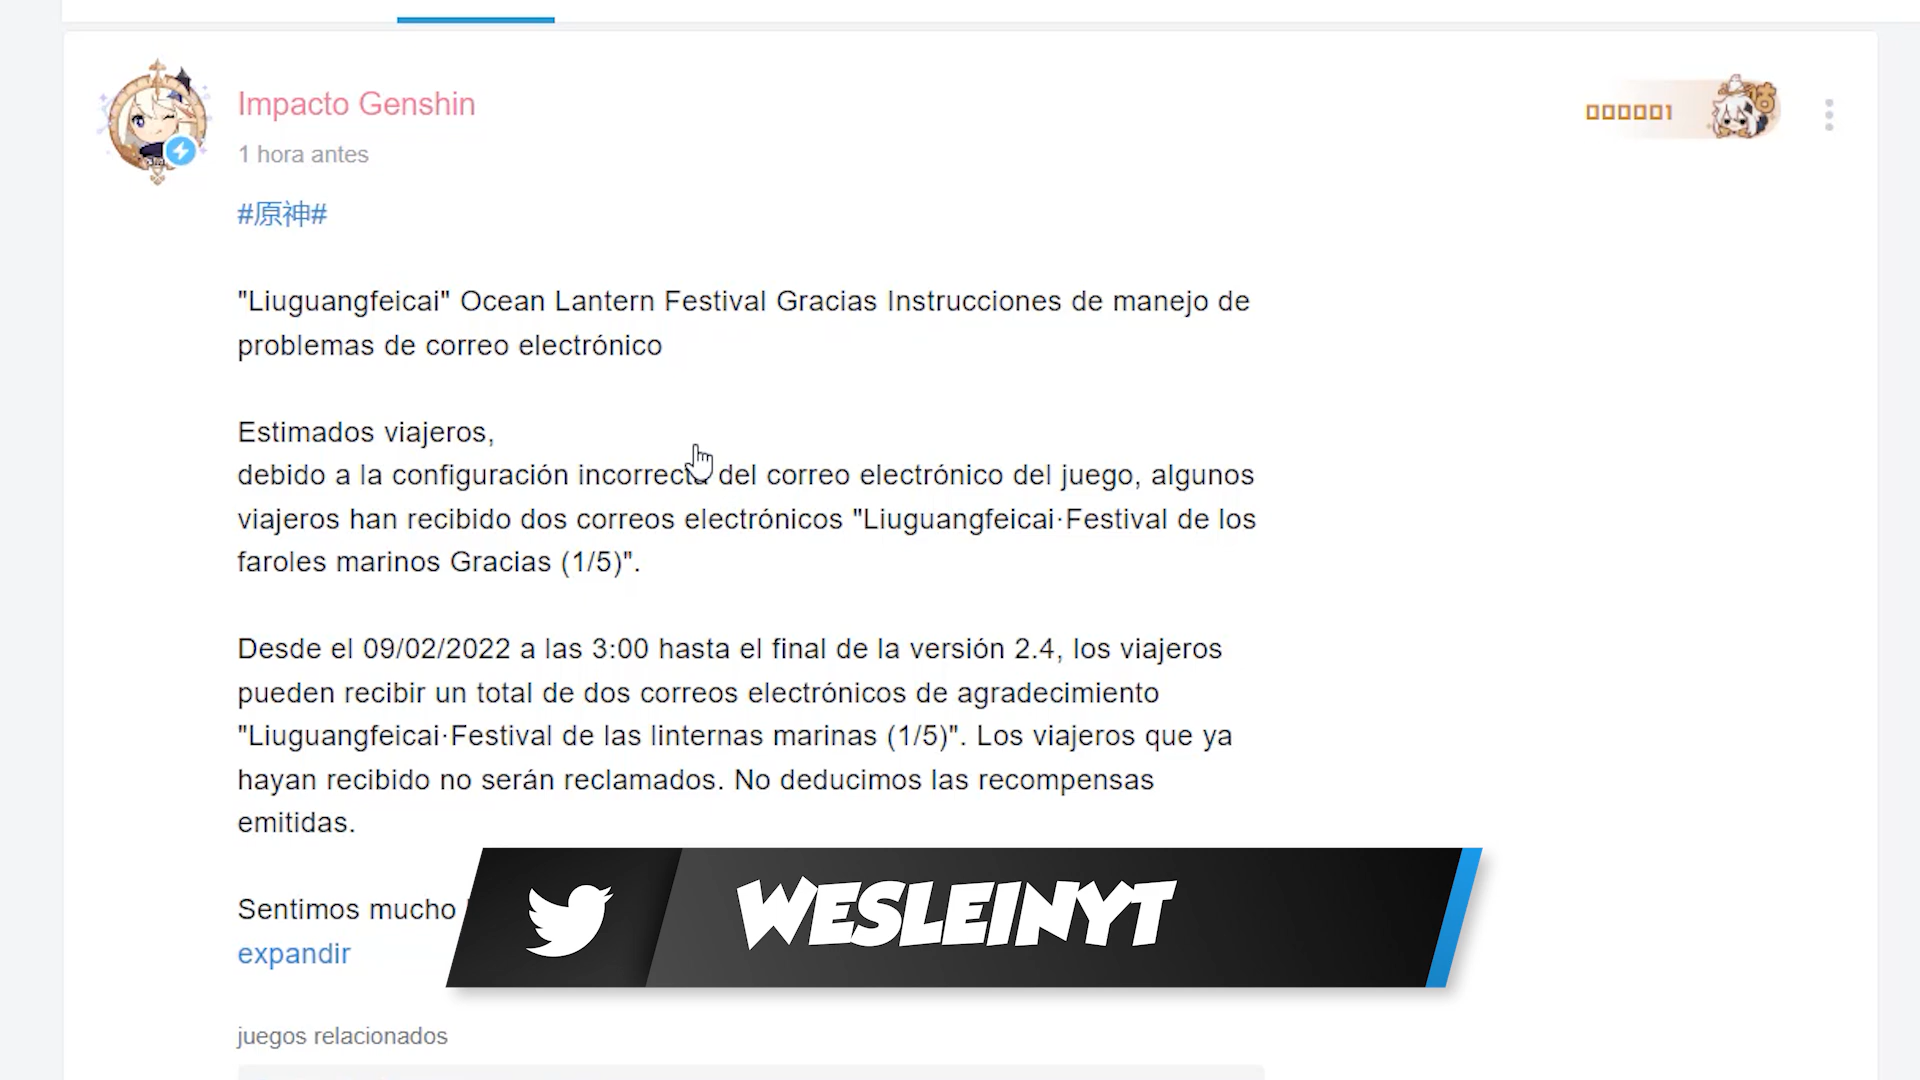 Impacto Genshin
000001
1 hora antes
#原神#
"Liuguangfeicai" Ocean Lantern Festival Gracias Instrucciones de manejo de
problemas de correo electrónico
Estimados viajeros,
debido a la configuración incorrecta del correo electrónico del juego, algunos
viajeros han recibido dos correos electrónicos "Liuguangfeicai·Festival de los
faroles marinos Gracias (1/5)".
Desde el 09/02/2022 a las 3:00 hasta el final de la versión 2.4, los viajeros
pueden recibir un total de dos correos electrónicos de agradecimiento
"Liuguangfeicai·Festival de las linternas marinas (1/5)". Los viajeros que ya
hayan recibido no serán reclamados. No deducimos las recompensas
emitidas.
Sentimos mucho
expandir
WESLEINYT
juegos relacionados